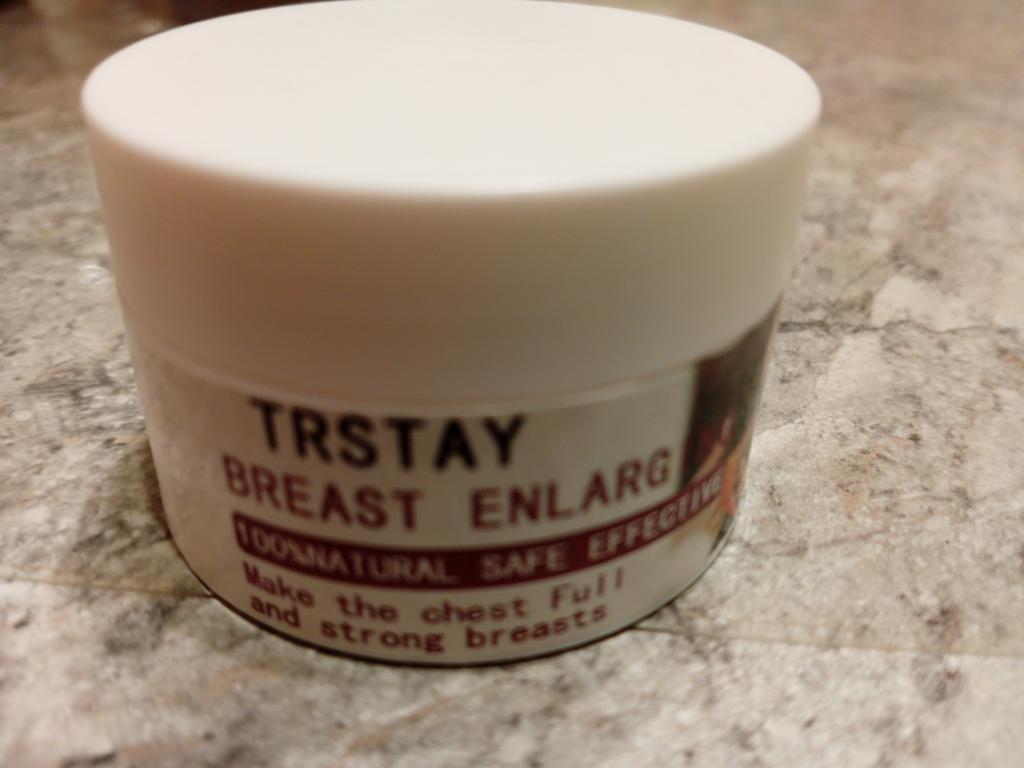 TRSTAY
BREAST ENLARG
100%NATURAL SAFE EFFECTIVE
Make the chest Full
and strong breasts